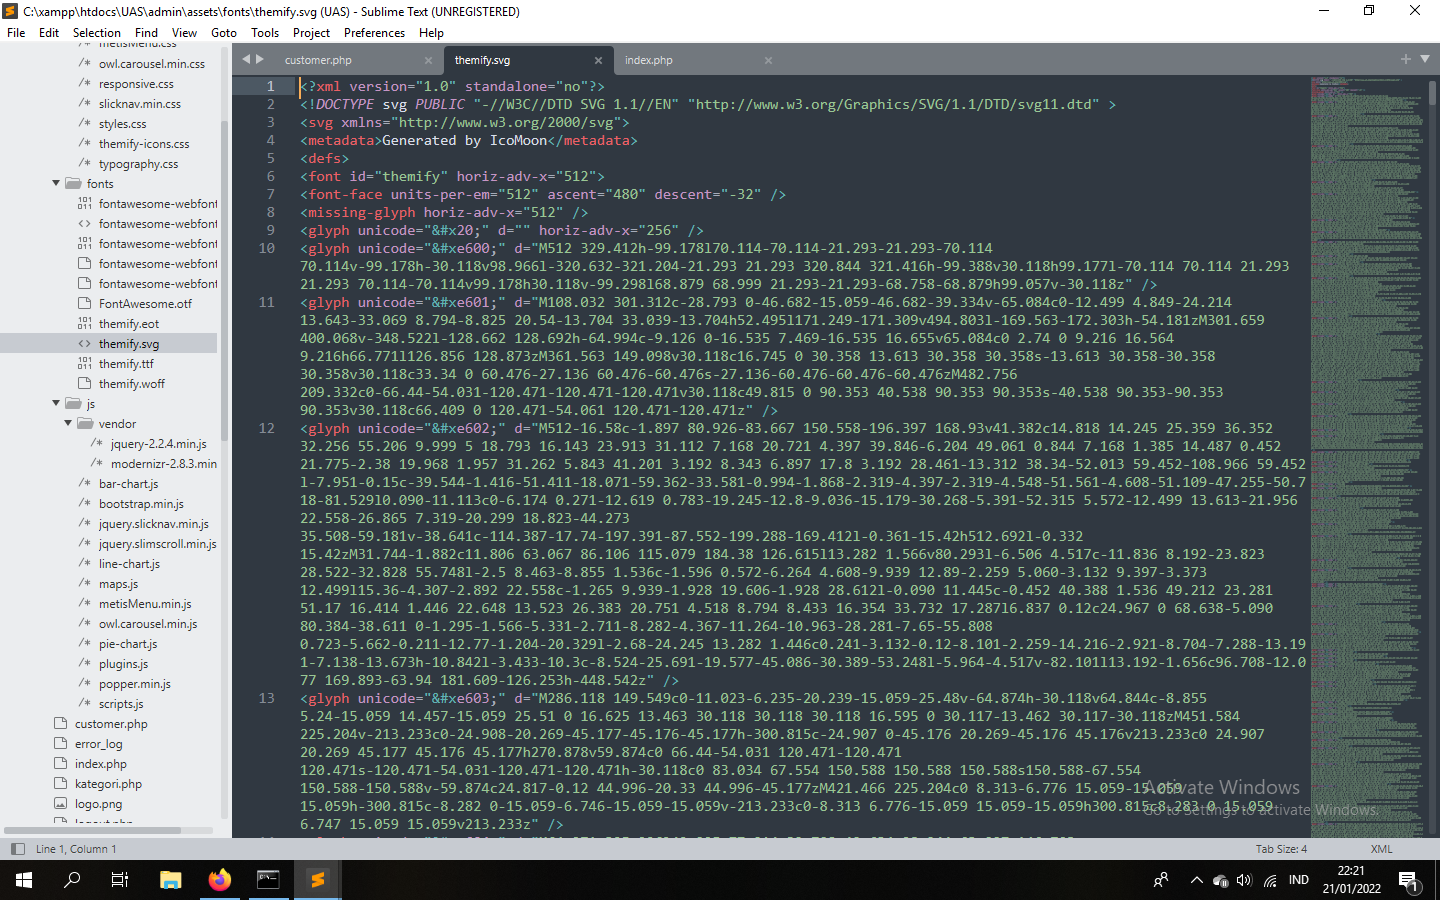 C:\xampp\htdocs\UAS\admin\assets\fonts\themify.svg (UAS) - Sublime Text (UNREGISTERED)
File Edit Selection Find View Goto Tools Project Preferences Help
metisMenu.css
owl.carousel.min.css
responsive.css
slicknav.min.css
styles.css
themify-icons.css
typography.css
fonts
fontawesome-webfont
fontawesome-webfont
fontawesome-webfont
fontawesome-webfont
fontawesome-webfont
FontAwesome.otf
themify.eot
themify.svg
themify.ttf
themify.woff
js
vendor
jquery-2.2.4.min.js
modernizr-2.8.3.min
bar-chart.js
bootstrap.min.js
jquery.slicknav.min.js
jquery.slimscroll.min.js
line-chart.js
maps.js
metisMenu.min.js
owl.carousel.min.js
pie-chart.js
plugins.js
popper.min.js
scripts.js
customer.php
error_log
index.php
kategori.php
logo.png
customer.php themify.svg index.php
1 <?xml version="1.0" standalone="no"?>
2 <!DOCTYPE svg PUBLIC "-//W3C//DTD SVG 1.1//EN" "http://www.w3.org/Graphics/SVG/1.1/DTD/svg11.dtd" >
3 <svg xmlns="http://www.w3.org/2000/svg">
4 <metadata>Generated by IcoMoon</metadata>
5 <defs>
6 <font id="themify" horiz-adv-x="512">
7 <font-face units-per-em="512" ascent="480" descent="-32" />
8 <missing-glyph horiz-adv-x="512" />
9 <glyph unicode="&#x20;" d="" horiz-adv-x="256" />
10 <glyph unicode="&#xe600;" d="M512 329.412h-99.178l70.114-70.114-21.293-21.293-70.114
70.114v-99.178h-30.118v98.966l-320.632-321.204-21.293 21.293 320.844 321.416h-99.388v30.118h99.177l-70.114 70.114 21.293
21.293 70.114-70.114v99.178h30.118v-99.298l68.879 68.999 21.293-21.293-68.758-68.879h99.057v-30.118z" />
11 <glyph unicode="&#xe601;" d="M108.032 301.312c-28.793 0-46.682-15.059-46.682-39.334v-65.084c0-12.499 4.849-24.214
13.643-33.069 8.794-8.825 20.54-13.704 33.039-13.704h52.495l171.249-171.309v494.803l-169.563-172.303h-54.181zM301.659
400.068v-348.522l-128.662 128.692h-64.994c-9.126 0-16.535 7.469-16.535 16.655v65.084c0 2.74 0 9.216 16.564
9.216h66.771l126.856 128.873zM361.563 149.098v30.118c16.745 0 30.358 13.613 30.358 30.358s-13.613 30.358-30.358
30.358v30.118c33.34 0 60.476-27.136 60.476-60.476s-27.136-60.476-60.476-60.476zM482.756
209.332c0-66.44-54.031-120.471-120.471-120.471v30.118c49.815 0 90.353 40.538 90.353 90.353s-40.538 90.353-90.353
90.353v30.118c66.409 0 120.471-54.061 120.471-120.471z" />
12 <glyph unicode="&#xe602;" d="M512-16.58c-1.897 80.926-83.667 150.558-196.397 168.93v41.382c14.818 14.245 25.359 36.352
32.256 55.206 9.999 5 18.793 16.143 23.913 31.112 7.168 20.721 4.397 39.846-6.204 49.061 0.844 7.168 1.385 14.487 0.452
21.775-2.38 19.968 1.957 31.262 5.843 41.201 3.192 8.343 6.897 17.8 3.192 28.461-13.312 38.34-52.013 59.452-108.966 59.452
l-7.951-0.15c-39.544-1.416-51.411-18.071-59.362-33.581-0.994-1.868-2.319-4.397-2.319-4.548-51.561-4.608-51.109-47.255-50.7
18-81.529l0.090-11.113c0-6.174 0.271-12.619 0.783-19.245-12.8-9.036-15.179-30.268-5.391-52.315 5.572-12.499 13.613-21.956
22.558-26.865 7.319-20.299 18.823-44.273
35.508-59.181v-38.641c-114.387-17.74-197.391-87.552-199.288-169.412l-0.361-15.42h512.692l-0.332
15.42zM31.744-1.882c11.806 63.067 86.106 115.079 184.38 126.615l13.282 1.566v80.293l-6.506 4.517c-11.836 8.192-23.823
28.522-32.828 55.748l-2.5 8.463-8.855 1.536c-1.506 0.572-6.264 4.608-9.939 12.89-2.259 5.060-3.132 9.397-3.373
12.499l15.36-4.307-2.892 22.558c-1.265 9.939-1.928 19.606-1.928 28.612l-0.090 11.445c-0.452 40.388 1.536 49.212 23.281
51.17 16.414 1.446 22.648 13.523 26.383 20.751 4.518 8.794 8.433 16.354 33.732 17.287l6.837 0.12c24.967 0 68.638-5.090
80.384-38.611 0-1.295-1.566-5.331-2.711-8.282-4.367-11.264-10.963-28.281-7.65-55.808
0.723-5.662-0.211-12.77-1.204-20.329l-2.68-24.245 13.282 1.446c0.241-3.132-0.12-8.101-2.259-14.216-2.921-8.704-7.288-13.19
1-7.138-13.673h-10.842l-3.433-10.3c-8.524-25.691-19.577-45.086-30.389-53.248l-5.964-4.517v-82.101l13.192-1.656c96.708-12.0
77 169.893-63.94 181.609-126.253h-448.542z" />
13 <glyph unicode="&#xe603;" d="M286.118 149.549c0-11.023-6.235-20.239-15.059-25.48v-64.874h-30.118v64.844c-8.855
5.24-15.059 14.457-15.059 25.51 0 16.625 13.463 30.118 30.118 30.118 16.595 0 30.117-13.462 30.117-30.118zM451.584
225.204v-213.233c0-24.908-20.269-45.177-45.176-45.177h-300.815c-24.907 0-45.176 20.269-45.176 45.176v213.233c0 24.907
20.269 45.177 45.176 45.177h270.878v59.874c0 66.44-54.031 120.471-120.471
120.471s-120.471-54.031-120.471-120.471h-30.118c0 83.034 67.554 150.588 150.588 150.588s150.588-67.554
150.588-150.588v-59.874c24.817-0.12 44.996-20.33 44.996-45.177zM421.466 225.204c0 8.313-6.776 15.059-15.059
15.059h-300.815c-8.282 0-15.059-6.746-15.059-15.059v-213.233c0-8.313 6.776-15.059 15.059-15.059h300.815c8.283 0 15.059
6.747 15.059 15.059v213.233z" />
Activate Windows
Go to Settings to activate Windows.
Line 1, Column 1 Tab Size: 4 XML
IND
22:21
21/01/2022
1